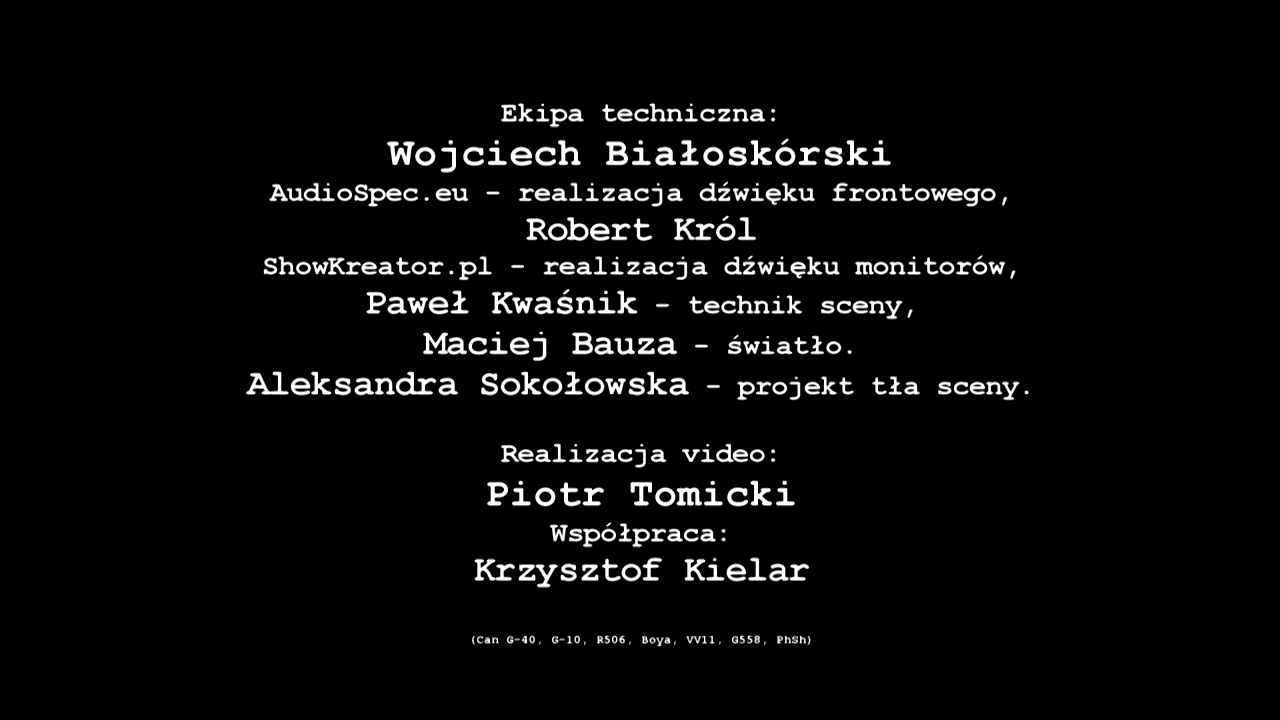 Ekipa techniczna:
Wojciech Białoskórski
AudioSpec.eu – realizacja dźwięku frontowego,
Robert Król
ShowKreator.pl – realizacja dźwięku monitorów,
Paweł Kwaśnik – technik sceny,
Maciej Bauza – światło.
Aleksandra Sokołowska – projekt tła sceny.
Realizacja video:
Piotr Tomicki
Współpraca:
Krzysztof Kielar
(Can G-40, G-10, R506, Boya, VV11, G558, PhSh)